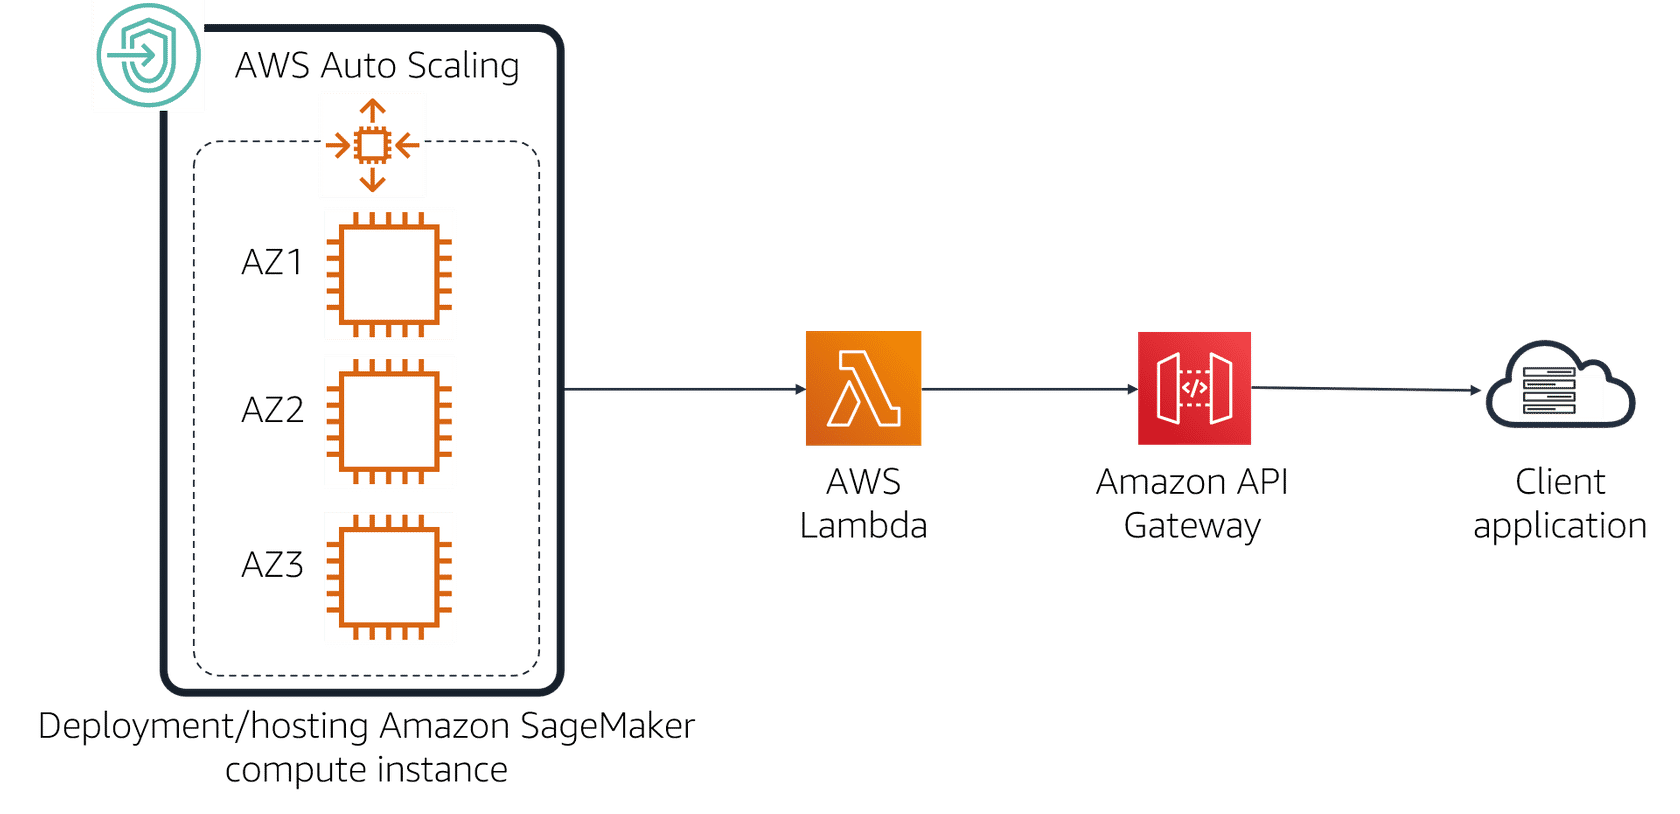 AWS Auto Scaling
AZ1
AZ2
AZ3
Deployment/hosting Amazon SageMaker
compute instance
AWS
Lambda
</>
Amazon API
Gateway
Client
application